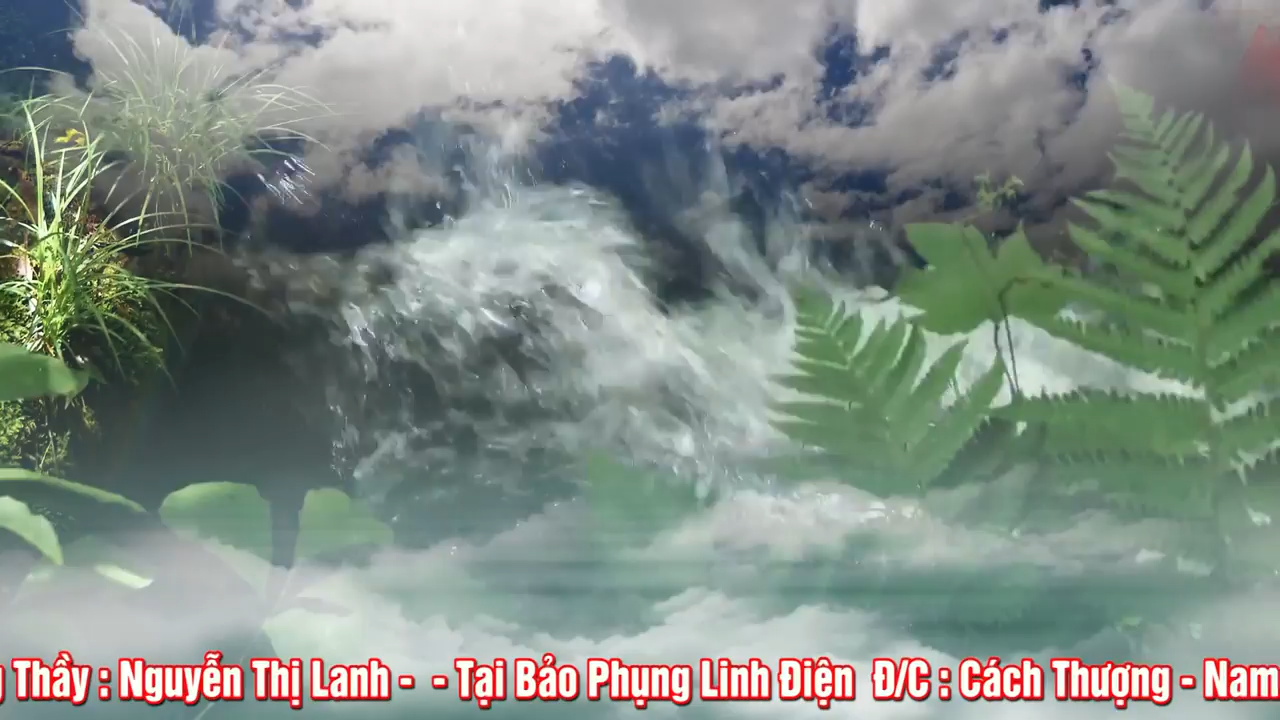 g Thầy : Nguyễn Thị Lanh -  - Tại Bảo Phụng Linh Điện  Đ/C : Cách Thượng - Nam